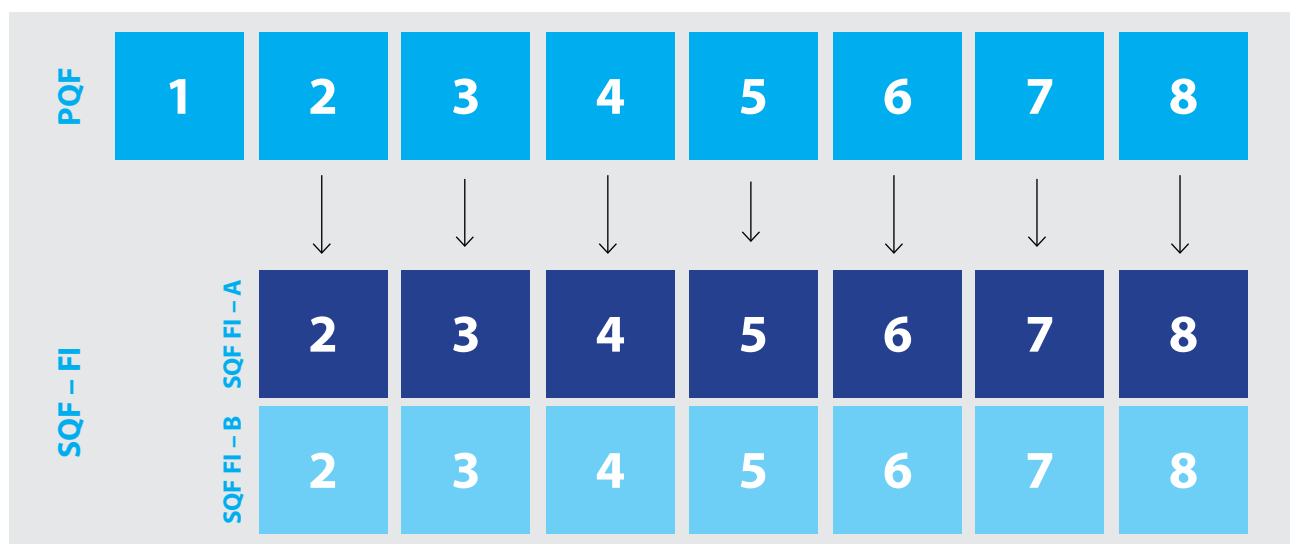 PQF
1 2 3 4 5 6 7 8
SQF – FI
SQF FI – A
2 3 4 5 6 7 8
SQF FI – B
2 3 4 5 6 7 8